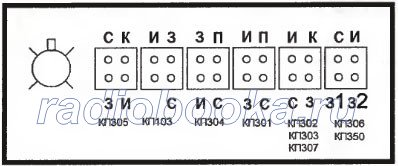 С К И З З П И П И К С И
З И С И С З С С З З1 З2
КП305 КП103 КП304 КП301 КП302 КП306
КП303 КП350
КП307
radiobooka.ru